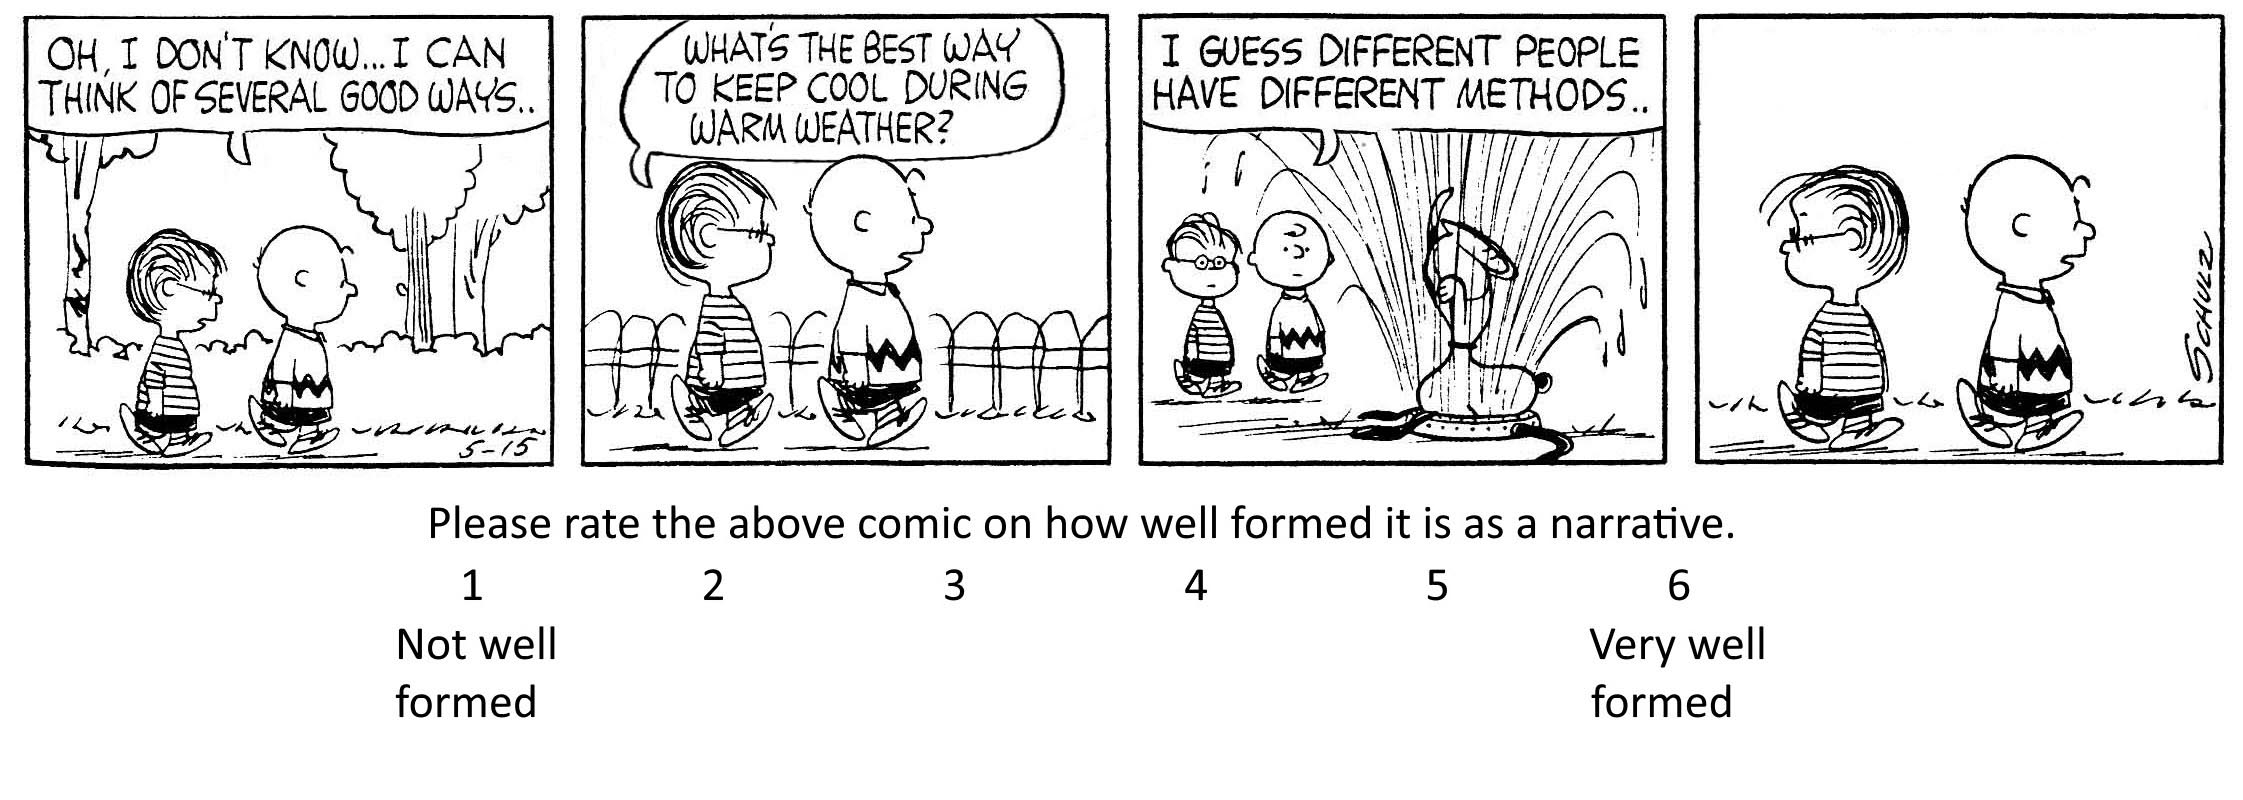 OH, I DON'T KNOW...I CAN
THINK OF SEVERAL GOOD WAYS..
5-15
WHAT'S THE BEST WAY
TO KEEP COOL DURING
WARM WEATHER?
I GUESS DIFFERENT PEOPLE
HAVE DIFFERENT METHODS..
SCHULZ
Please rate the above comic on how well formed it is as a narrative.
1 2 3 4 5 6
Not well
formed
Very well
formed